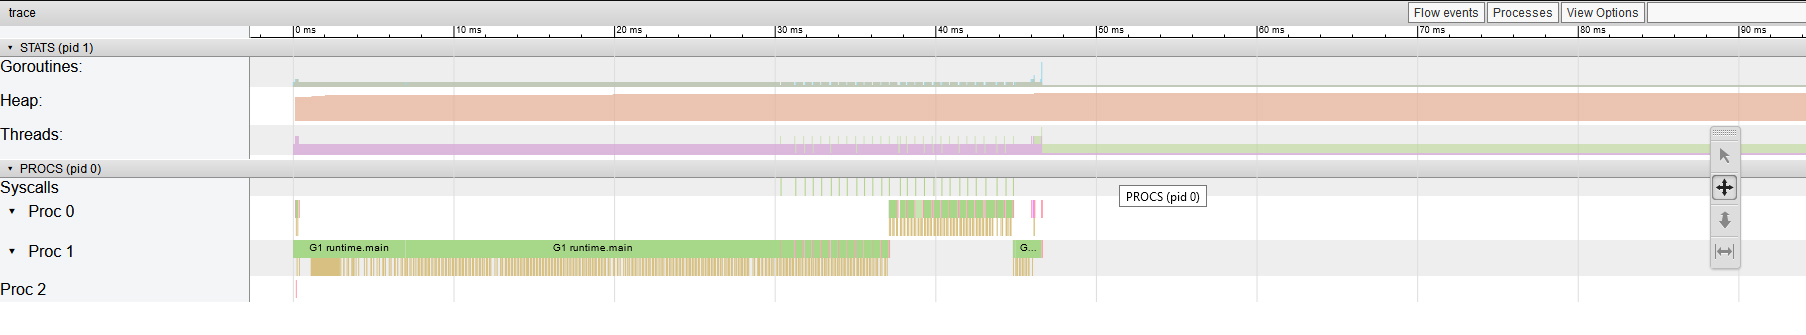 trace
Flow events Processes View Options
0 ms 10 ms 20 ms 30 ms 40 ms 50 ms 60 ms 70 ms 80 ms 90 ms
STATS (pid 1)
Goroutines:
Heap:
Threads:
PROCS (pid 0)
Syscalls
PROCS (pid 0)
Proc 0
Proc 1
G1 runtime.main G1 runtime.main G...
Proc 2